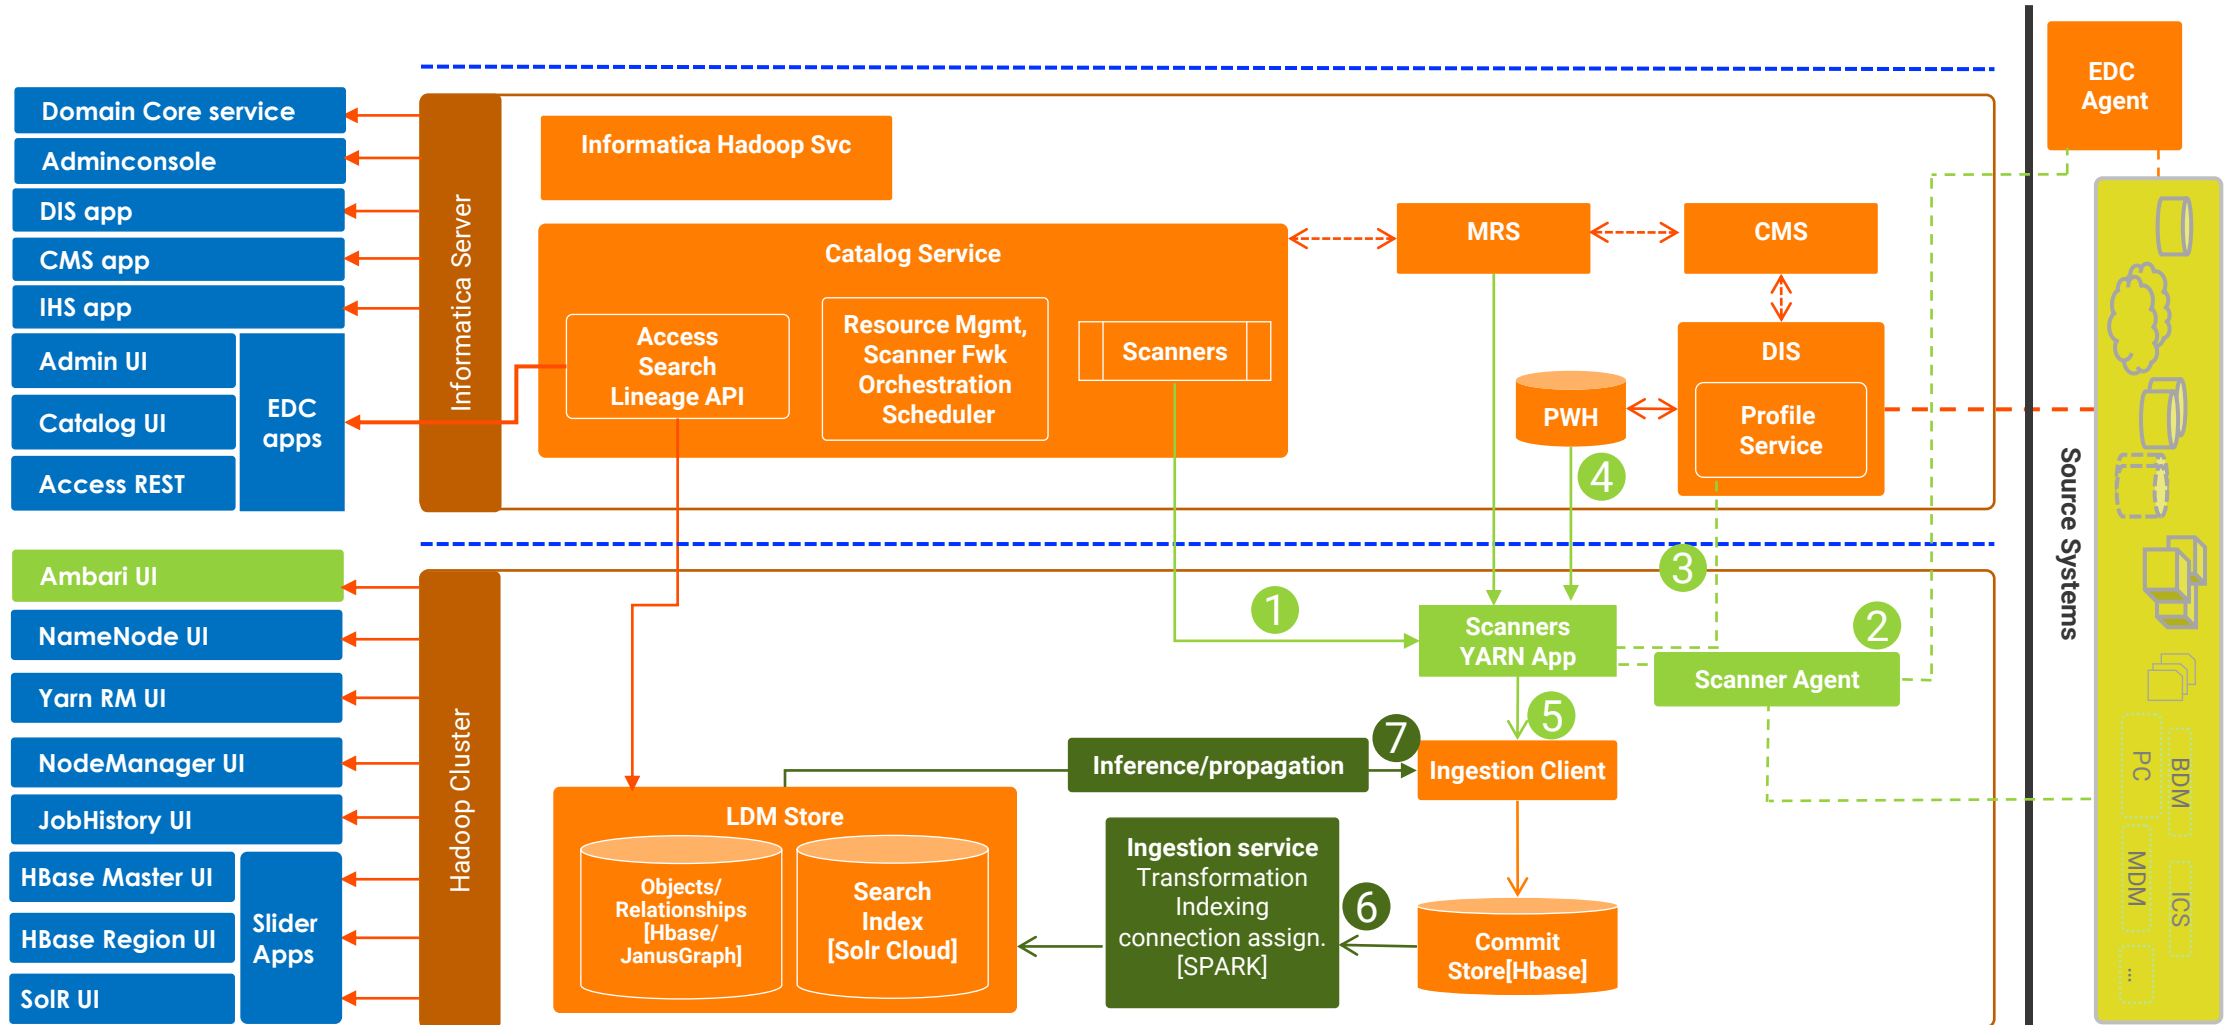 Domain Core service
Adminconsole
DIS app
CMS app
IHS app
Admin UI
Catalog UI
Access REST
EDC
apps
Ambari UI
NameNode UI
Yarn RM UI
NodeManager UI
JobHistory UI
HBase Master UI
HBase Region UI
SolR UI
Slider
Apps
Informatica Server
Informatica Hadoop Svc
Catalog Service
Access
Search
Lineage API
Resource Mgmt,
Scanner Fwk
Orchestration
Scheduler
Scanners
MRS
CMS
DIS
Profile
Service
PWH
4
3
1
2
Hadoop Cluster
Scanners
YARN App
Scanner Agent
5
7
Inference/propagation
Ingestion Client
LDM Store
Objects/
Relationships
[Hbase/
JanusGraph]
Search
Index
[Solr Cloud]
Ingestion service
Transformation
Indexing
connection assign.
[SPARK]
6
Commit
Store[Hbase]
EDC
Agent
Source Systems
PC
BDM
MDM
ICS
...